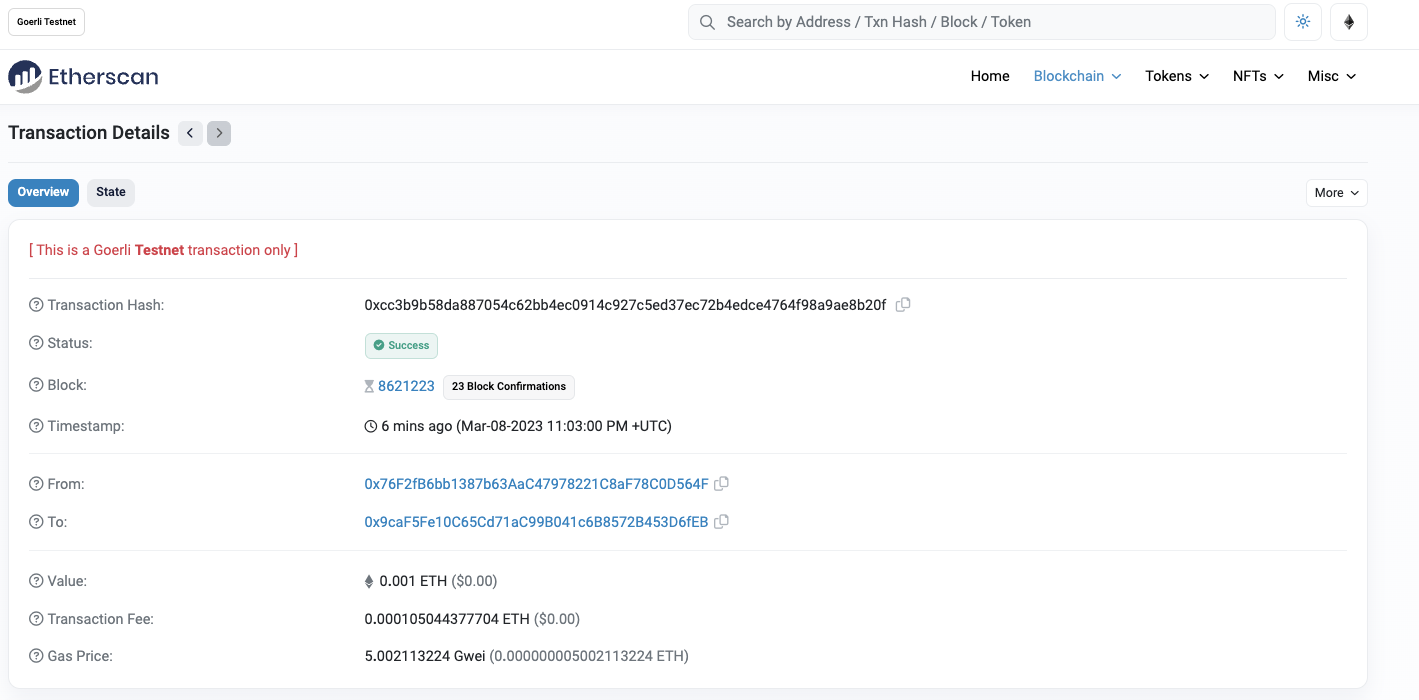 Goerli Testnet
Search by Address / Txn Hash / Block / Token
Etherscan
Home Blockchain Tokens NFTs Misc
Transaction Details
Overview State More
[ This is a Goerli Testnet transaction only ]
Transaction Hash: 0xcc3b9b58da887054c62bb4ec0914c927c5ed37ec72b4edce4764f98a9ae8b20f
Status: Success
Block: 8621223 23 Block Confirmations
Timestamp: 6 mins ago (Mar-08-2023 11:03:00 PM +UTC)
From: 0x76F2fB6bb1387b63AaC47978221C8aF78C0D564F
To: 0x9caF5Fe10C65Cd71aC99B041c6B8572B453D6fEB
Value: 0.001 ETH ($0.00)
Transaction Fee: 0.000105044377704 ETH ($0.00)
Gas Price: 5.002113224 Gwei (0.000000005002113224 ETH)